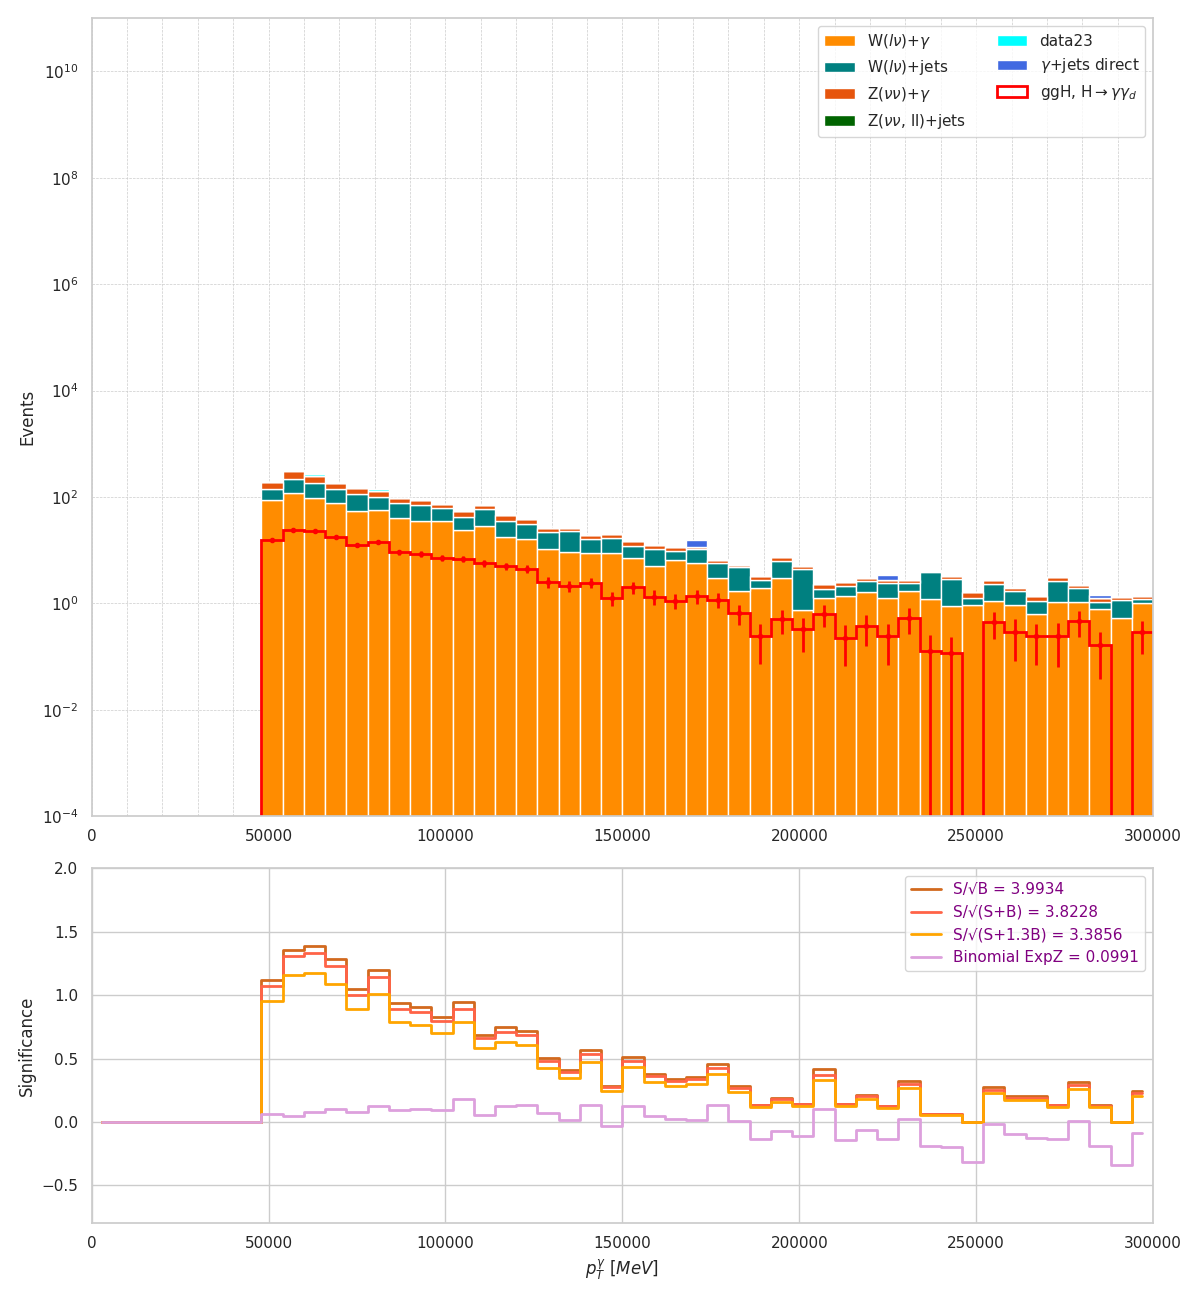 W(lν)+γ
W(lν)+jets
Z(νν)+γ
Z(νν, ll)+jets
data23
γ+jets direct
ggH, H→γγ_d
Events
10^10
10^8
10^6
10^4
10^2
10^0
10^−2
10^−4
0 50000 100000 150000 200000 250000 300000
S/√B = 3.9934
S/√(S+B) = 3.8228
S/√(S+1.3B) = 3.3856
Binomial ExpZ = 0.0991
Significance
2.0
1.5
1.0
0.5
0.0
−0.5
0 50000 100000 150000 200000 250000 300000
p_T^γ [MeV]